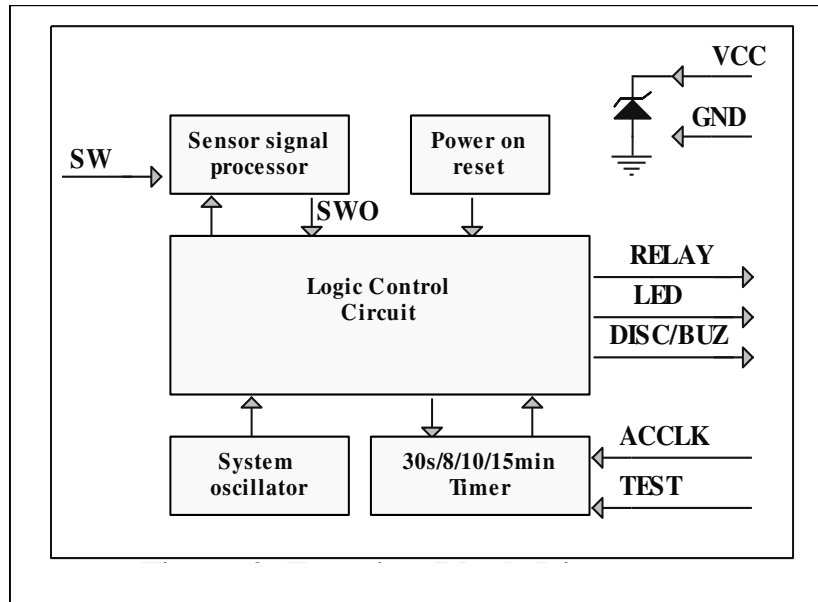 VCC
GND
SW
Sensor signal
processor
Power on
reset
SWO
Logic Control
Circuit
RELAY
LED
DISC/BUZ
System
oscillator
30s/8/10/15min
Timer
ACCLK
TEST